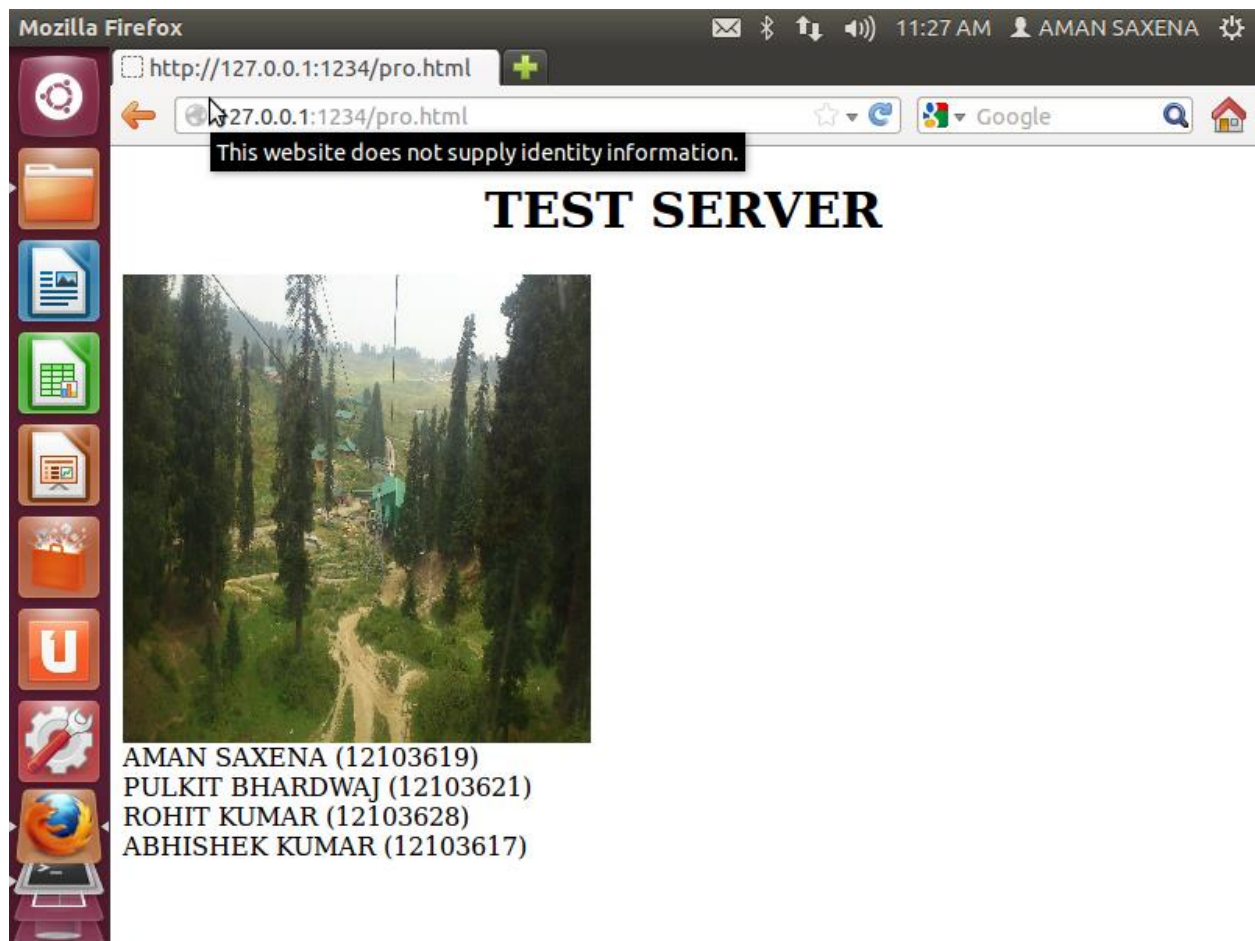 Mozilla Firefox 11:27 AM AMAN SAXENA
http://127.0.0.1:1234/pro.html
127.0.0.1:1234/pro.html Google
This website does not supply identity information.
TEST SERVER
AMAN SAXENA (12103619)
PULKIT BHARDWAJ (12103621)
ROHIT KUMAR (12103628)
ABHISHEK KUMAR (12103617)